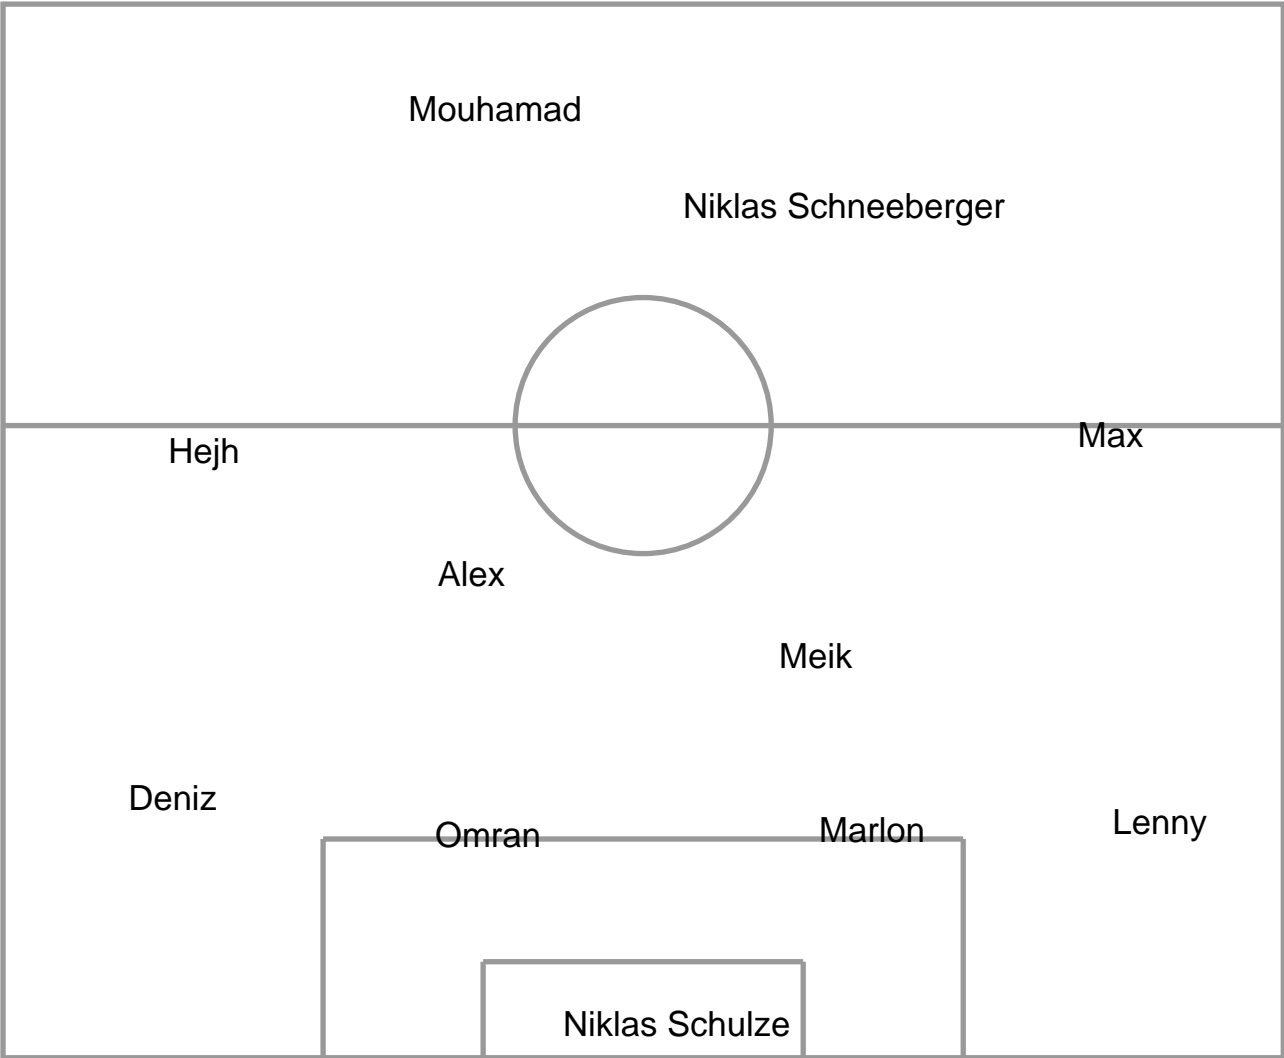 Mouhamad
Niklas Schneeberger
Max
Hejh
Alex
Meik
Deniz
Lenny
Marlon
Omran
Niklas Schulze